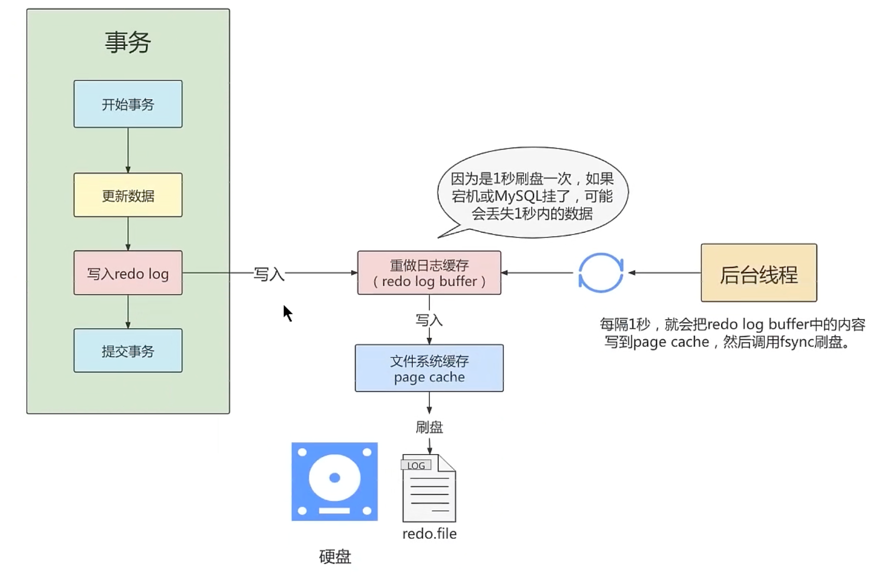 事务
开始事务
更新数据
写入redo log
提交事务
写入
因为是1秒刷盘一次，如果
宕机或MySQL挂了，可能
会丢失1秒内的数据
重做日志缓存
（redo log buffer）
写入
文件系统缓存
page cache
刷盘
LOG
redo.file
硬盘
后台线程
每隔1秒，就会把redo log buffer中的内容
写到page cache，然后调用fsync刷盘。